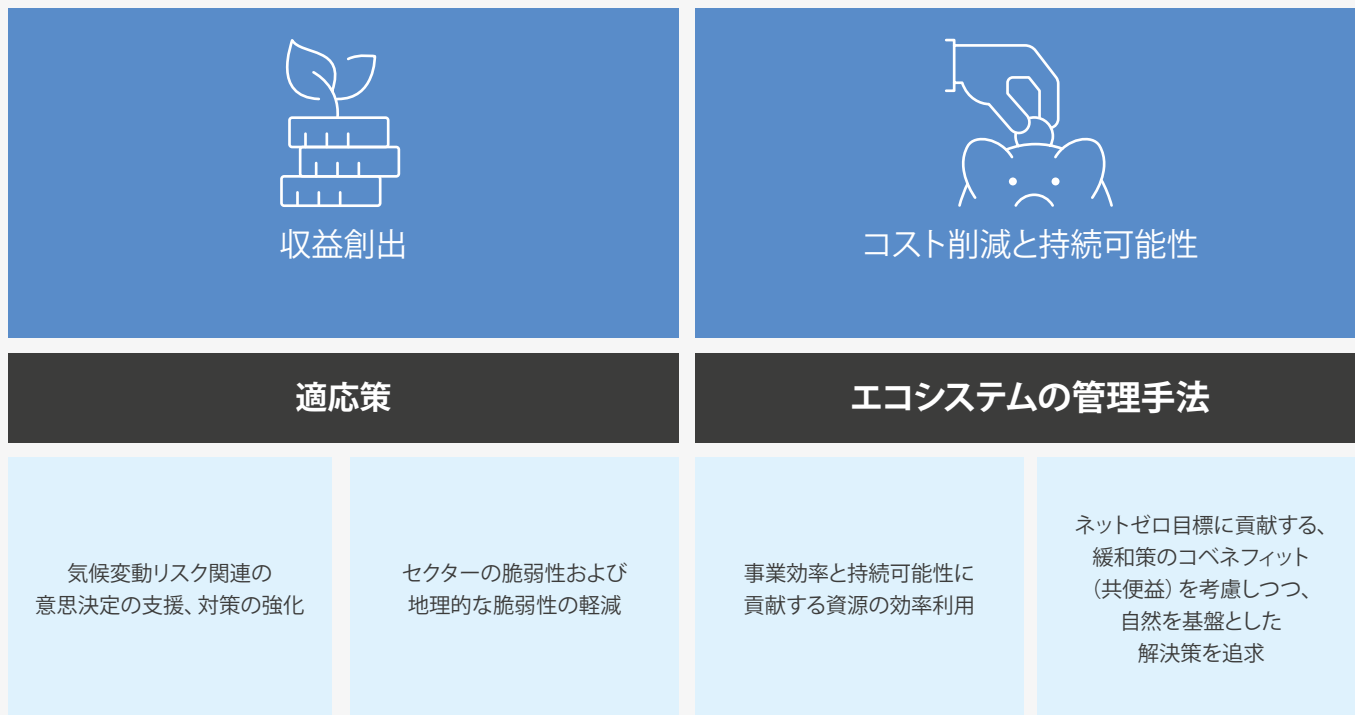 収益創出
コスト削減と持続可能性
適応策
エコシステムの管理手法
気候変動リスク関連の
意思決定の支援、対策の強化
セクターの脆弱性および
地理的な脆弱性の軽減
事業効率と持続可能性に
貢献する資源の効率利用
ネットゼロ目標に貢献する、
緩和策のコベネフィット
（共便益）を考慮しつつ、
自然を基盤とした
解決策を追求